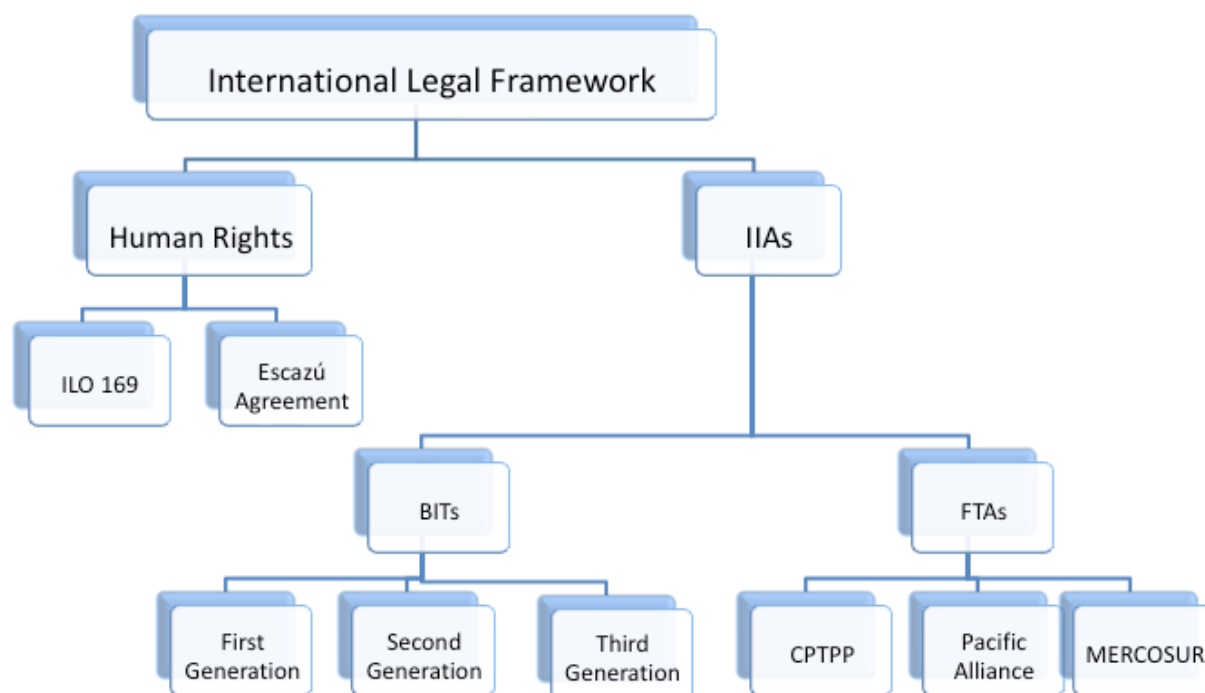 International Legal Framework
Human Rights
IIAs
ILO 169
Escazú
Agreement
BITs
FTAs
First
Generation
Second
Generation
Third
Generation
CPTPP
Pacific
Alliance
MERCOSUR